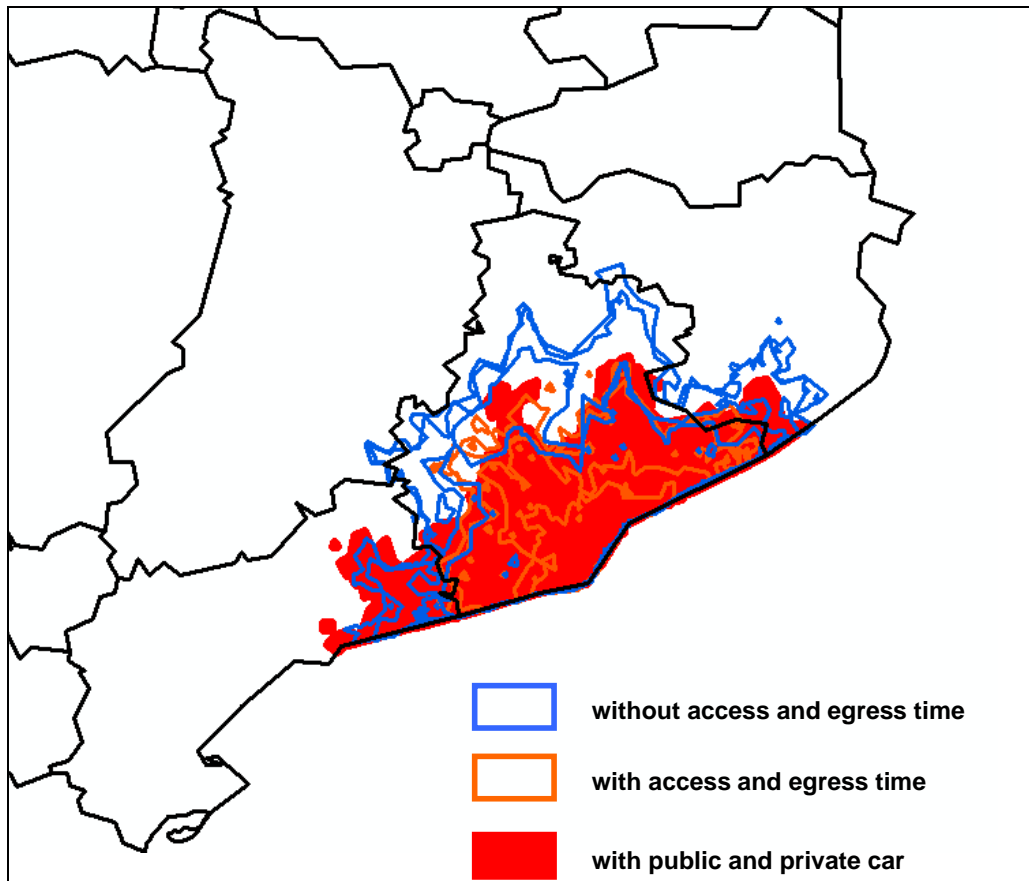 without access and egress time
with access and egress time
with public and private car